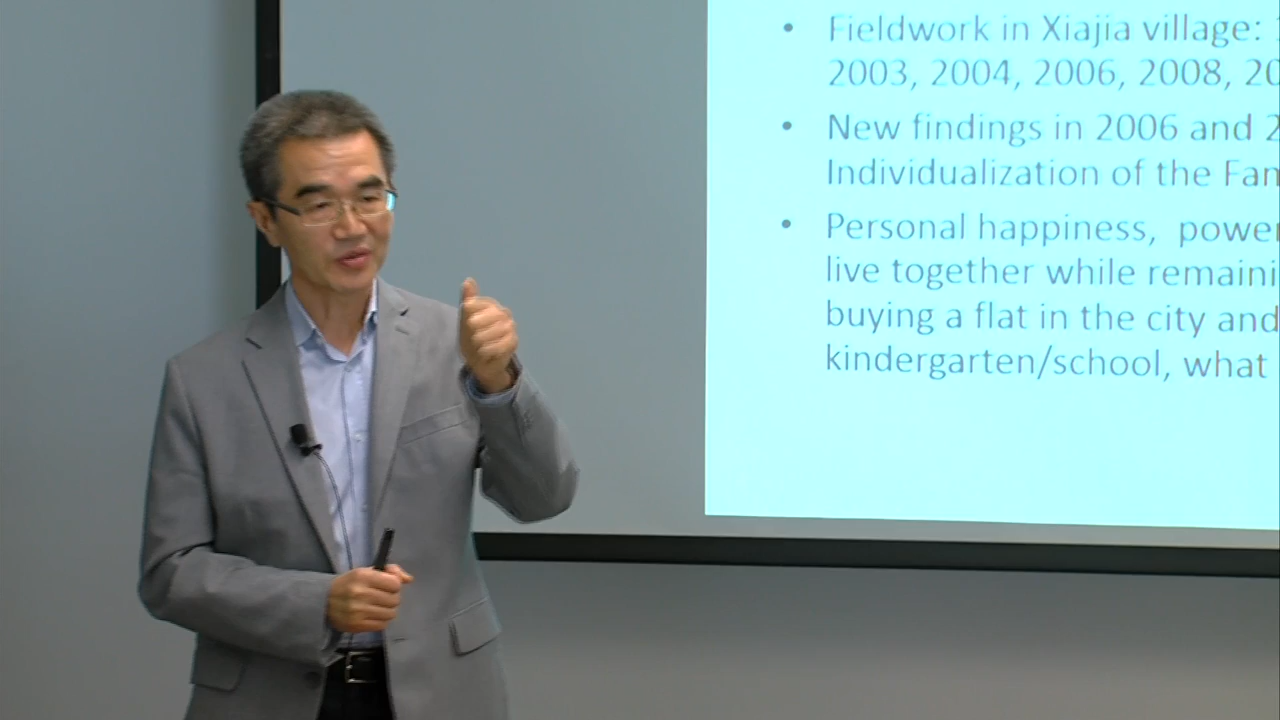 • Fieldwork in Xiajia village:
2003, 2004, 2006, 2008,
• New findings in 2006 and
Individualization of the
• Personal happiness, power
live together while
buying a flat in the city and
kindergarten/school, what